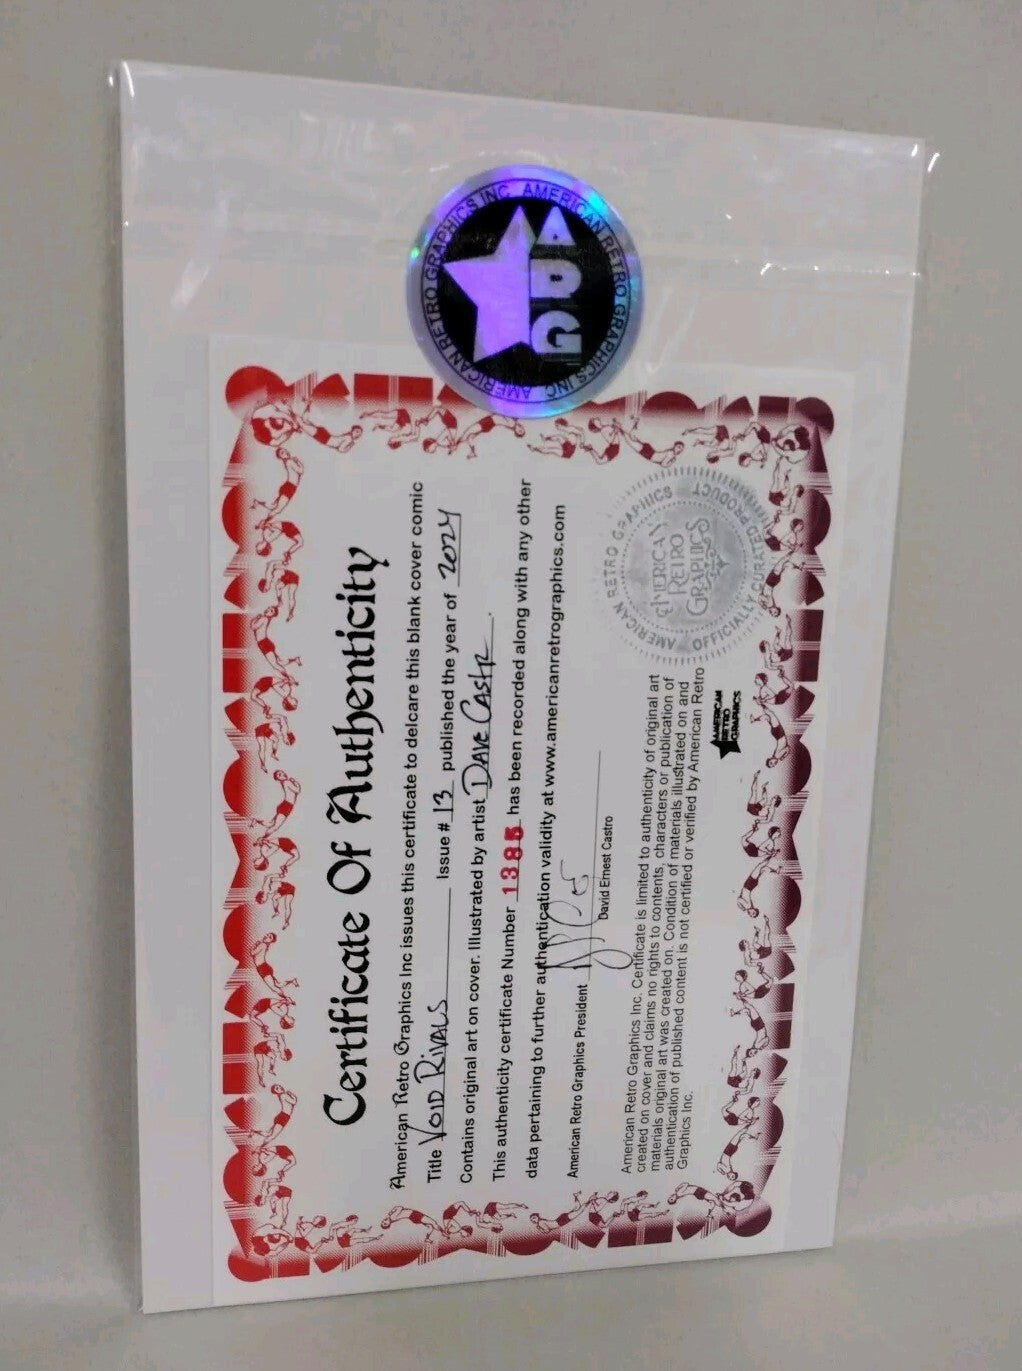 AMERICAN RETRO GRAPHICS INC. AMERICAN RETRO GRAPHICS INC.
ARG
Certificate Of Authenticity
American Retro Graphics Inc issues this certificate to delcare this blank cover comic
Title VOID RIVALS Issue # 13 published the year of 2024
Contains original art on cover. Illustrated by artist DAVE CASTR.
This authenticity certificate Number 1385 has been recorded along with any other
data pertaining to further authentication validity at www.americanretrographics.com
American Retro Graphics President
David Ernest Castro
American Retro Graphics Inc. Certificate is limited to authenticity of original art
created on cover and claims no rights to contents, characters or publication of
materials original art was created on. Condition of materials illustrated on and
authentication of published content is not certified or verified by American Retro
Graphics Inc.
AMERICAN
RETRO
GRAPHICS
AMERICAN RETRO GRAPHICS
OFFICIALLY CURATED PRODUCT
AMERICAN
RETRO
GRAPHICS